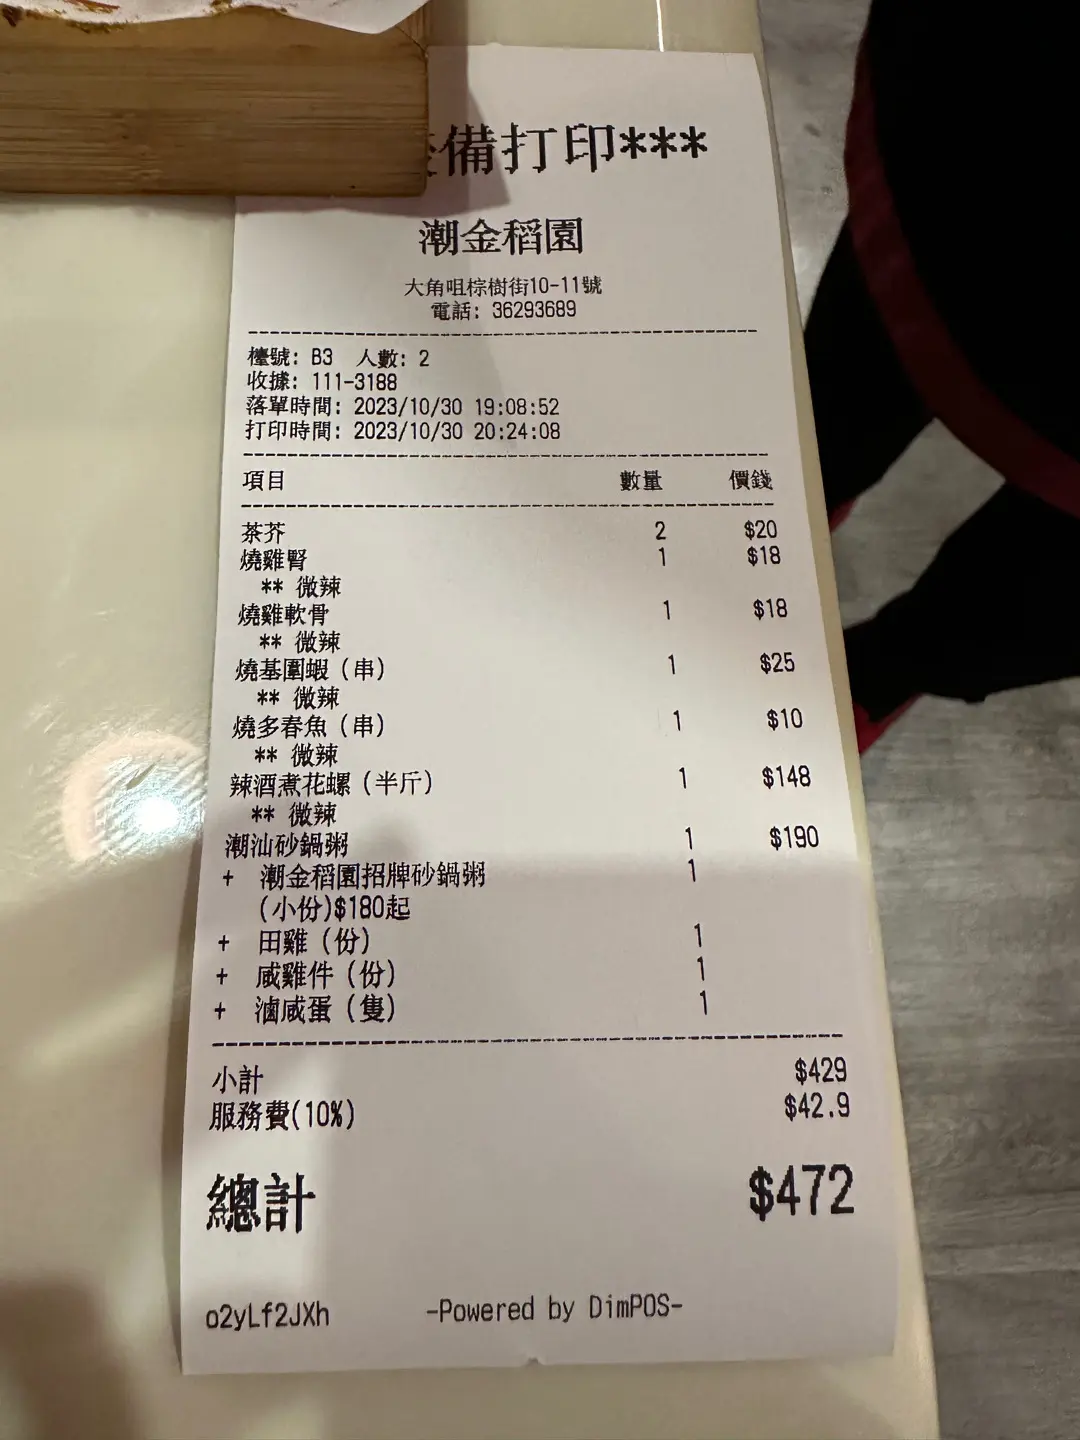 備打印***
潮金稻園
大角咀棕樹街10-11號
電話: 36293689
檯號: B3 人數: 2
收據: 111-3188
落單時間: 2023/10/30 19:08:52
打印時間: 2023/10/30 20:24:08
項目 數量 價錢
茶芥 2 $20
燒雞腎 1 $18
** 微辣
燒雞軟骨 1 $18
** 微辣
燒基圍蝦 (串) 1 $25
** 微辣
燒多春魚 (串) 1 $10
** 微辣
辣酒煮花螺 (半斤) 1 $148
** 微辣
潮汕砂鍋粥 1 $190
+ 潮金稻園招牌砂鍋粥 1
(小份)$180起
+ 田雞 (份) 1
+ 咸雞件 (份) 1
+ 滷咸蛋 (隻) 1
小計 $429
服務費(10%) $42.9
總計 $472
o2yLf2JXh -Powered by DimPOS-